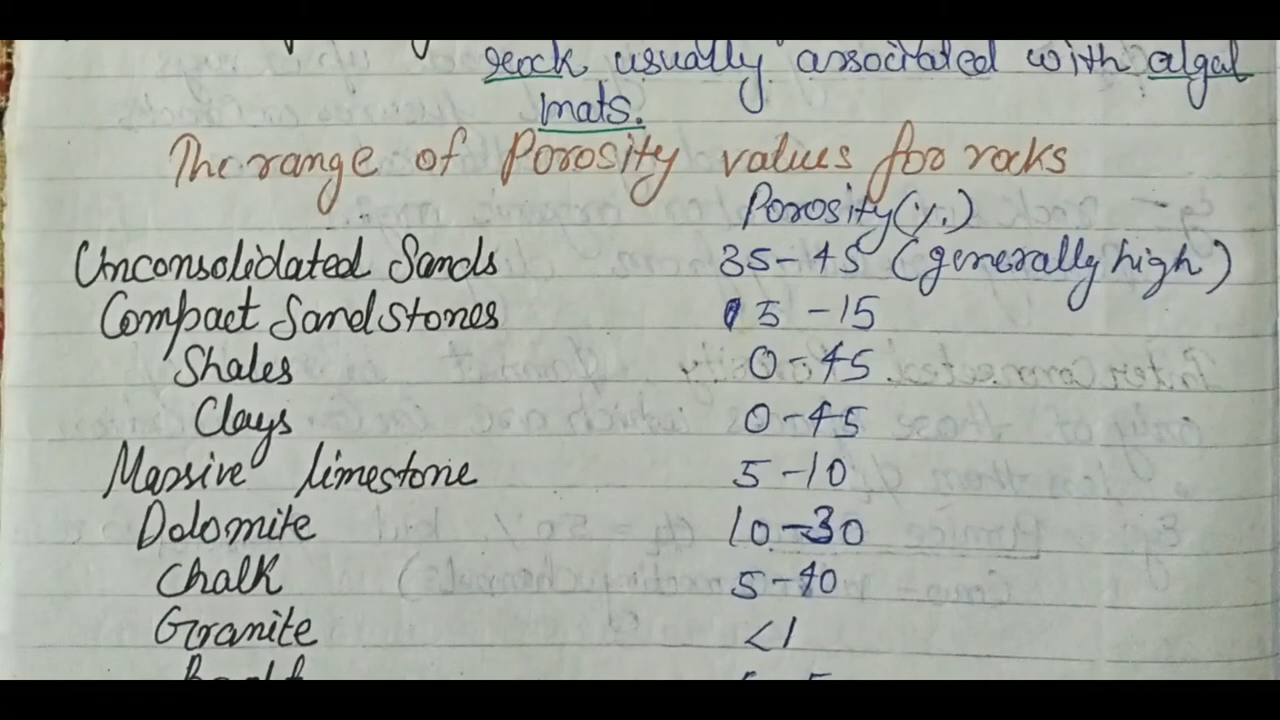 rock usually associtated with algal
mats.
The range of Porosity values for rocks
Porosity (%)
Unconsolidated Sands 35-45 (generally high)
Compact Sandstones 5-15
Shales 0-45
Clays 0-45
Massive limestone 5-10
Dolomite 10-30
Chalk 5-40
Granite <1